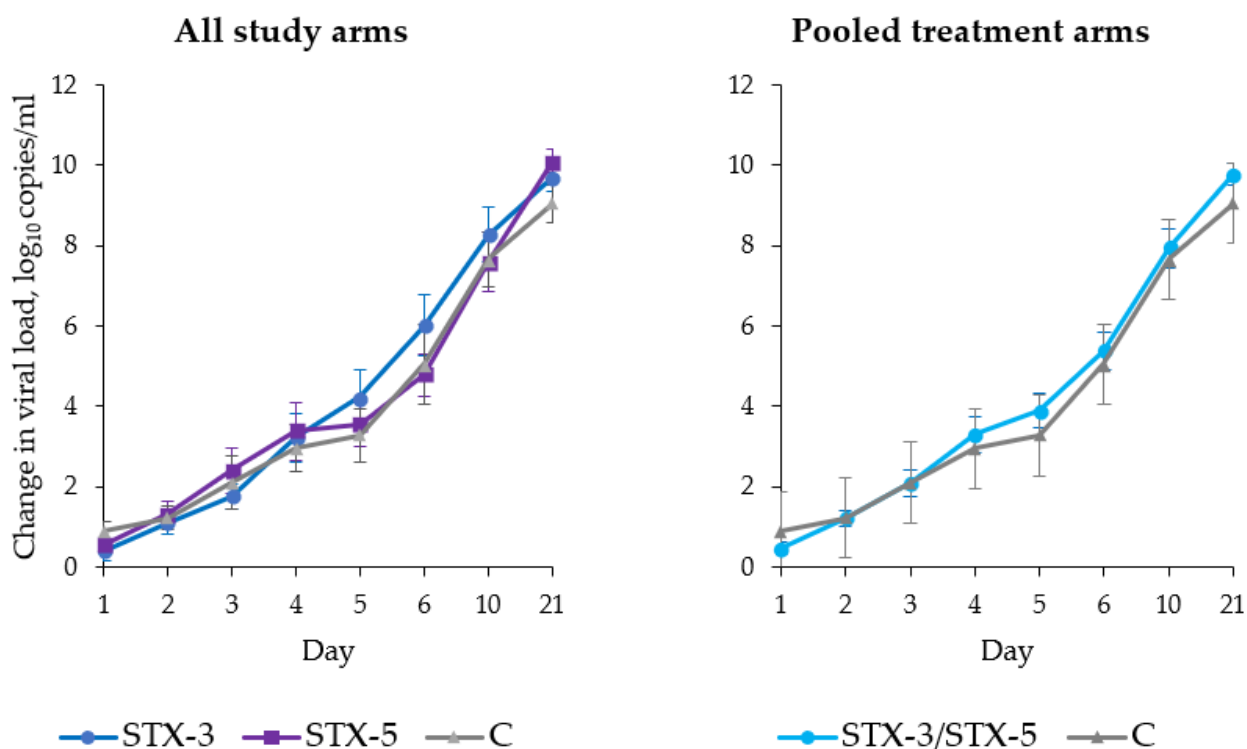 All study arms
Change in viral load, log10 copies/ml
12
10
8
6
4
2
0
1 2 3 4 5 6 10 21
Day
STX-3 STX-5 C
Pooled treatment arms
12
10
8
6
4
2
0
1 2 3 4 5 6 10 21
Day
STX-3/STX-5 C